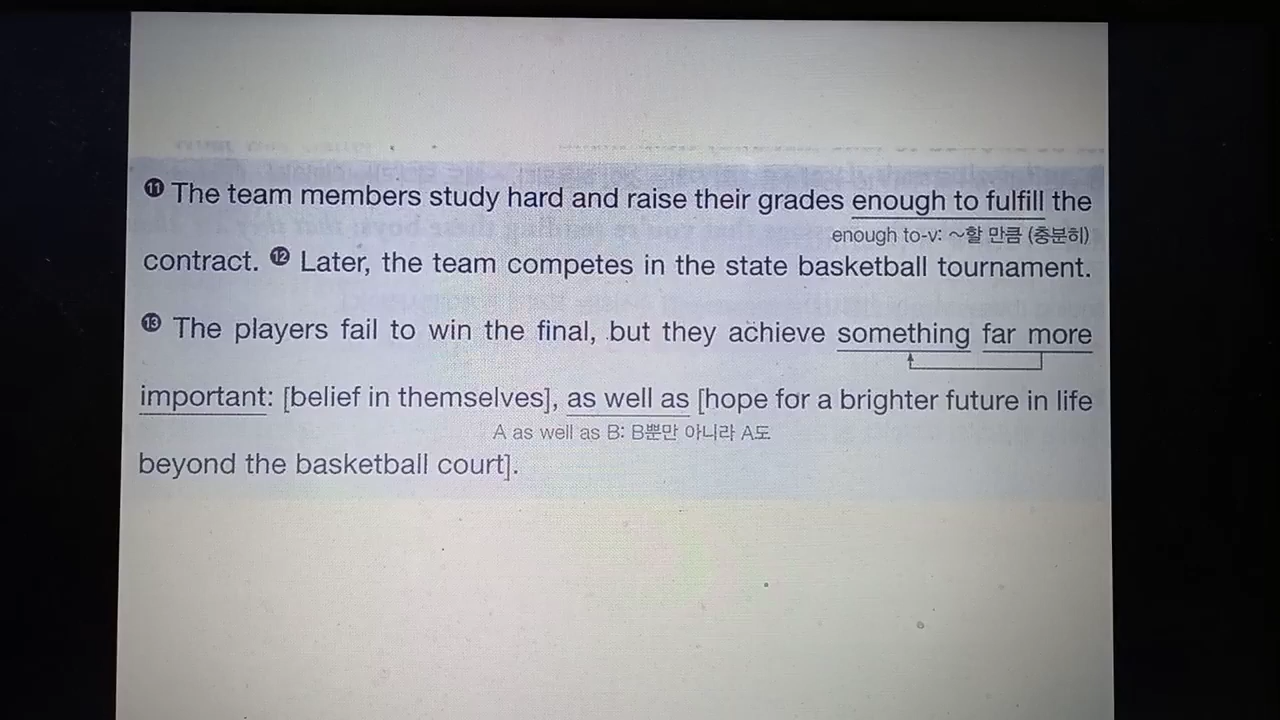 ⓫ The team members study hard and raise their grades enough to fulfill the
enough to-v: ～할 만큼 (충분히)
contract. ⓬ Later, the team competes in the state basketball tournament.
⓭ The players fail to win the final, but they achieve something far more
important: [belief in themselves], as well as [hope for a brighter future in life
A as well as B: B뿐만 아니라 A도
beyond the basketball court].